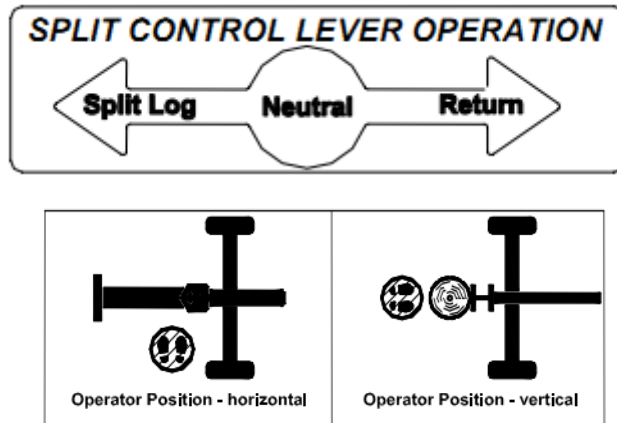 SPLIT CONTROL LEVER OPERATION
Split Log Neutral Return
Operator Position - horizontal
Operator Position - vertical